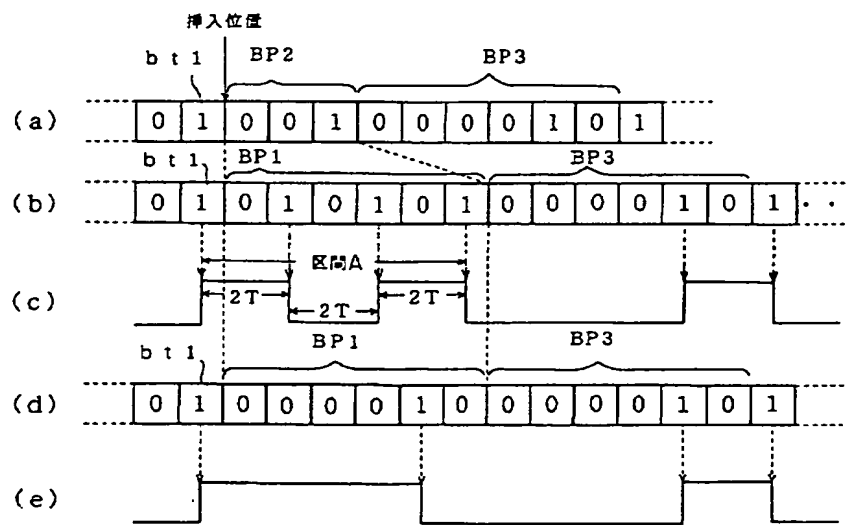 挿入位置
bt1 BP2 BP3
(a) 0 1 0 0 1 0 0 0 0 1 0 1
bt1 BP1 BP3
(b) 0 1 0 1 0 1 0 1 0 0 0 0 1 0 1 ··
区間A
(c) 2T 2T 2T
bt1 BP1 BP3
(d) 0 1 0 0 0 0 1 0 0 0 0 0 1 0 1
(e)